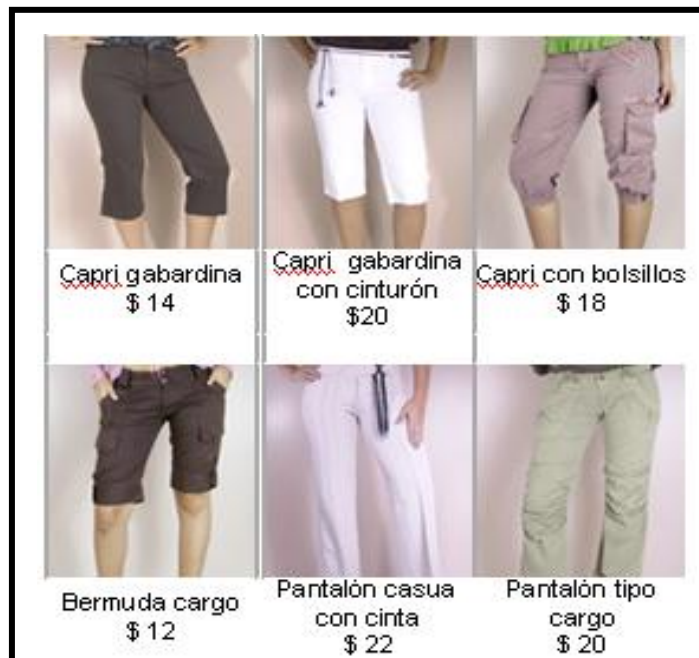 Capri gabardina
$ 14
Capri gabardina
con cinturón
$20
Capri con bolsillos
$ 18
Bermuda cargo
$ 12
Pantalón casua
con cinta
$ 22
Pantalón tipo
cargo
$ 20